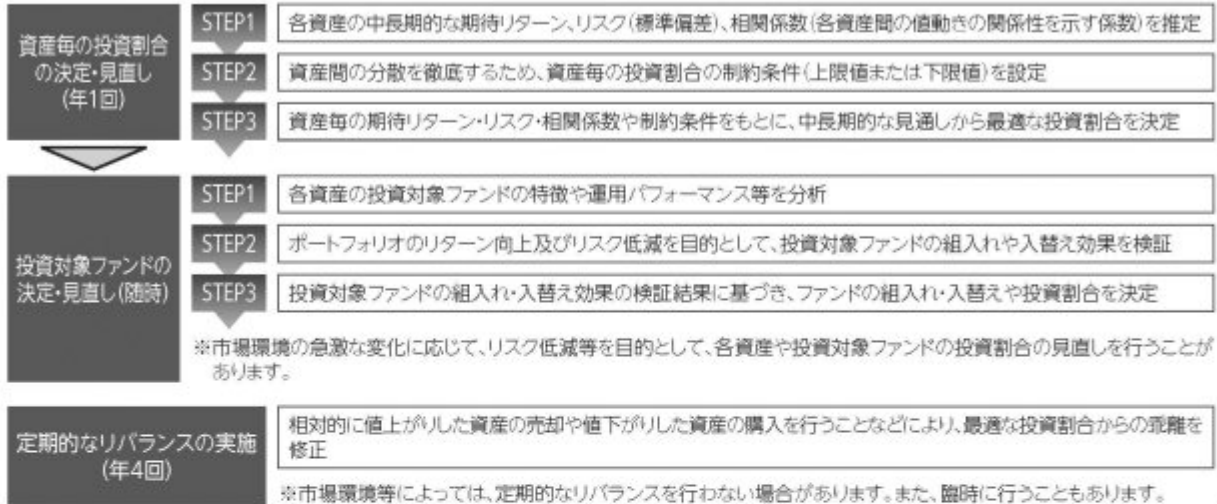 資産毎の投資割合
の決定・見直し
(年1回)
STEP1
各資産の中長期的な期待リターン、リスク(標準偏差)、相関係数(各資産間の値動きの関係性を示す係数)を推定
STEP2
資産間の分散を徹底するため、資産毎の投資割合の制約条件(上限値または下限値)を設定
STEP3
資産毎の期待リターン・リスク・相関係数や制約条件をもとに、中長期的な見通しから最適な投資割合を決定
投資対象ファンドの
決定・見直し(随時)
STEP1
各資産の投資対象ファンドの特徴や運用パフォーマンス等を分析
STEP2
ポートフォリオのリターン向上及びリスク低減を目的として、投資対象ファンドの組入れや入替え効果を検証
STEP3
投資対象ファンドの組入れ・入替え効果の検証結果に基づき、ファンドの組入れ・入替えや投資割合を決定
※市場環境の急激な変化に応じて、リスク低減等を目的として、各資産や投資対象ファンドの投資割合の見直しを行うことが
あります。
定期的なリバランスの実施
(年4回)
相対的に値上がりした資産の売却や値下がりした資産の購入を行うことなどにより、最適な投資割合からの乖離を
修正
※市場環境等によっては、定期的なリバランスを行わない場合があります。また、臨時に行うこともあります。